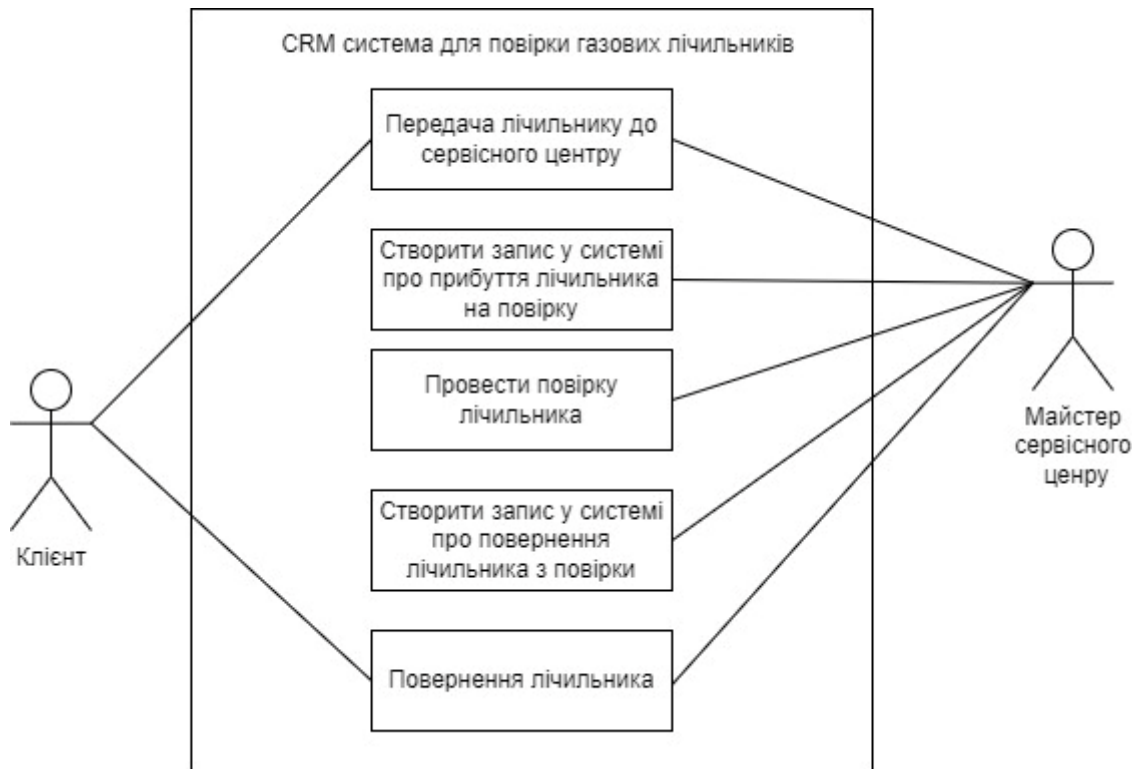 CRM система для повірки газових лічильників
Передача лічильнику до
сервісного центру
Створити запис у системі
про прибуття лічильника
на повірку
Провести повірку
лічильника
Створити запис у системі
про повернення
лічильника з повірки
Повернення лічильника
Клієнт
Майстер
сервісного
ценру